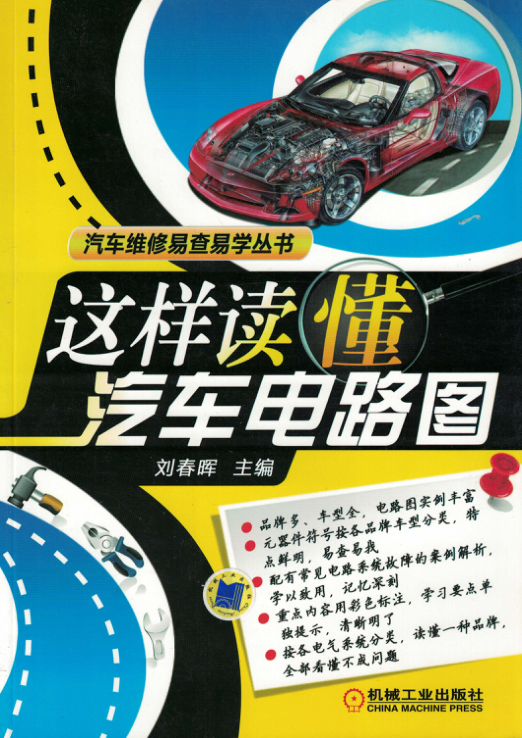 汽车维修易查易学丛书
这样读懂
汽车电路图
刘春晖 主编
品牌多、车型全，电路图实例丰富
元器件符号按各品牌车型分类，特
点鲜明，易查易找
配有常见电路系统故障的案例解析，
学以致用，记忆深刻
重点内容用彩色标注，学习要点单
独提示，清晰明了
按各电气系统分类，读懂一种品牌，
全部看懂不成问题
机械工业出版社
CHINA MACHINE PRESS